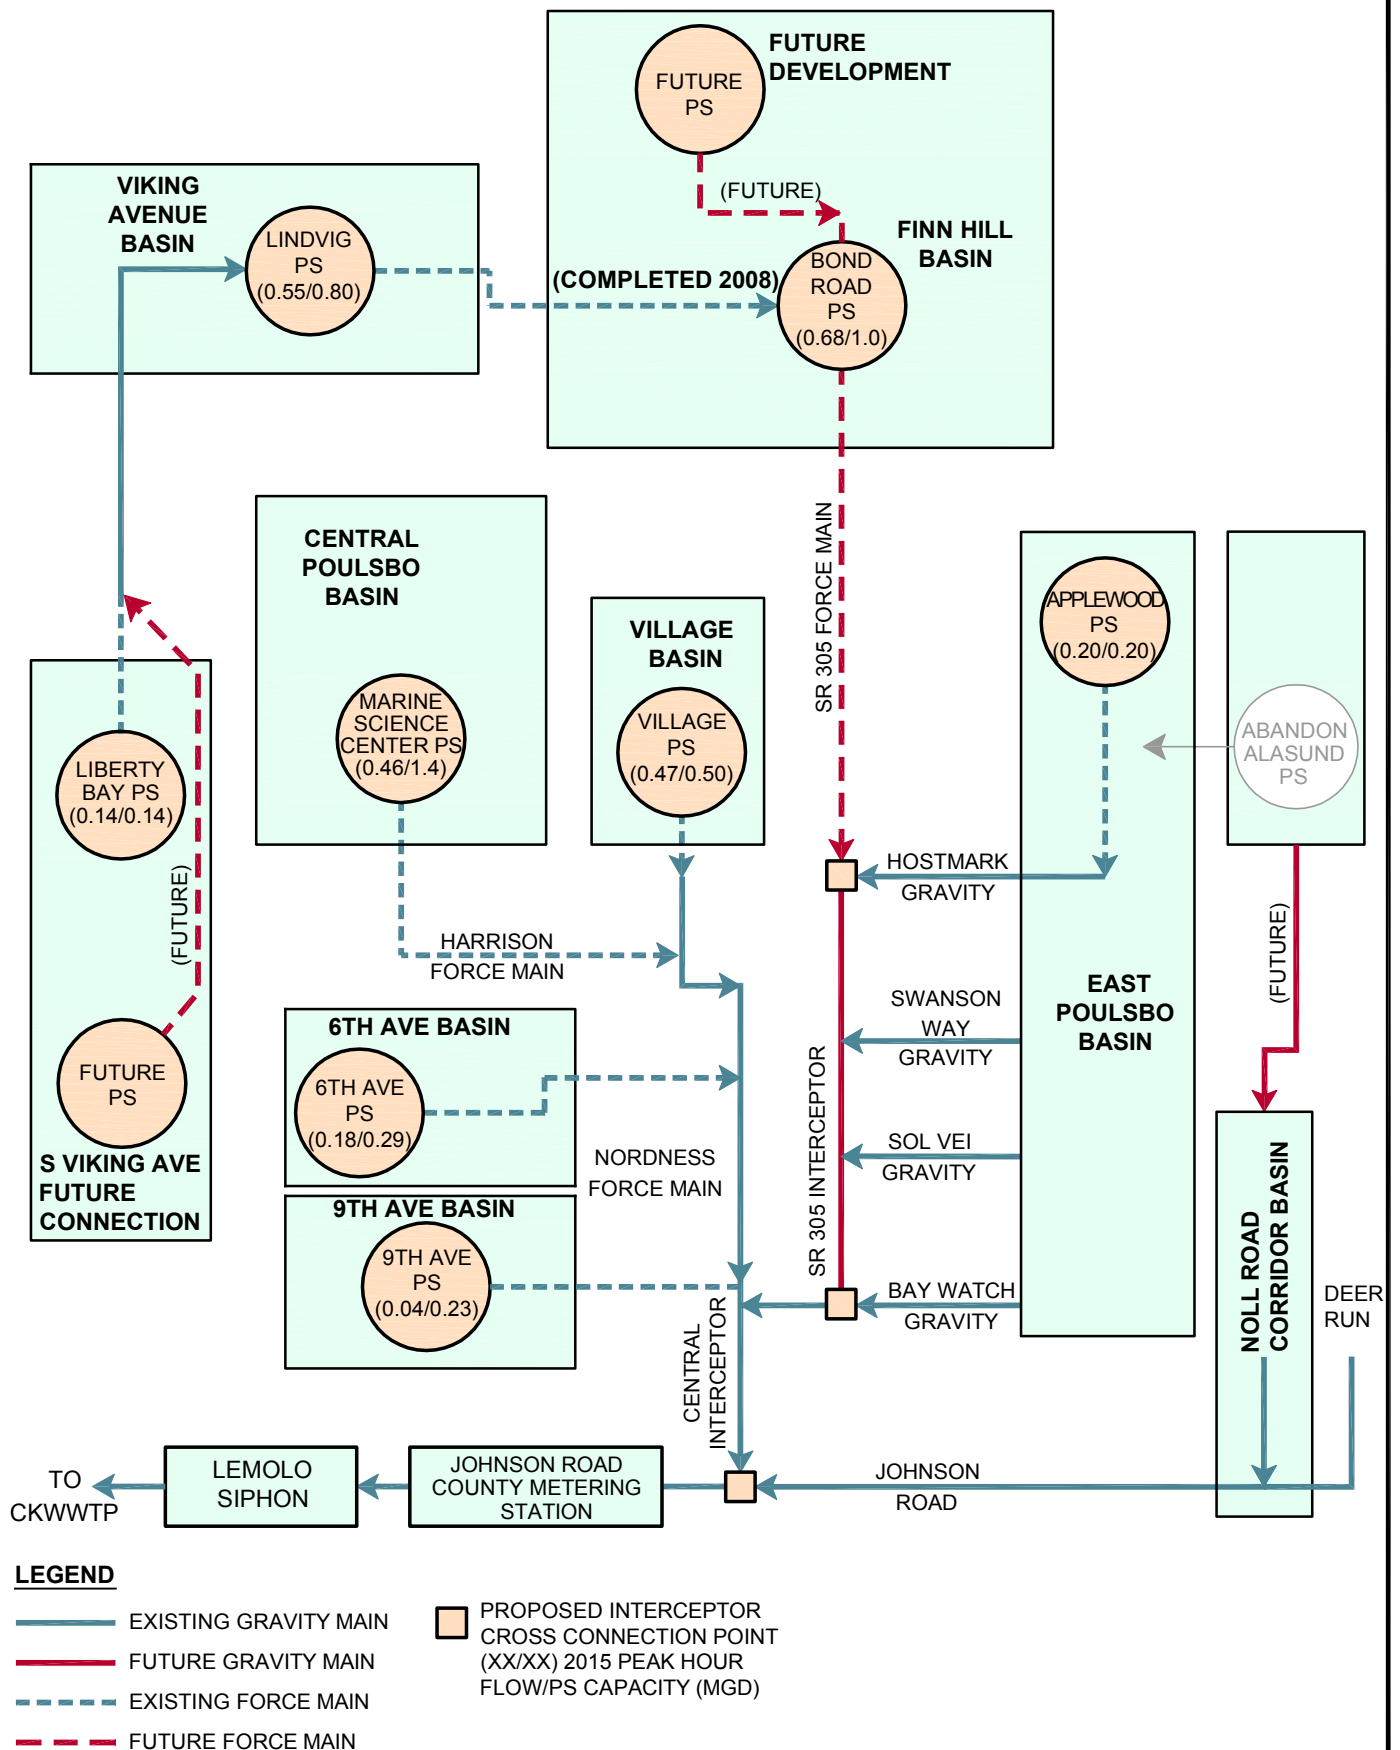 FUTURE
DEVELOPMENT
FUTURE
PS
(FUTURE)
FINN HILL
BASIN
BOND
ROAD
PS
(0.68/1.0)
(COMPLETED 2008)
VIKING
AVENUE
BASIN
LINDVIG
PS
(0.55/0.80)
CENTRAL
POULSBO
BASIN
MARINE
SCIENCE
CENTER PS
(0.46/1.4)
VILLAGE
BASIN
VILLAGE
PS
(0.47/0.50)
SR 305 FORCE MAIN
APPLEWOOD
PS
(0.20/0.20)
ABANDON
ALASUND
PS
LIBERTY
BAY PS
(0.14/0.14)
(FUTURE)
FUTURE
PS
S VIKING AVE
FUTURE
CONNECTION
HARRISON
FORCE MAIN
HOSTMARK
GRAVITY
(FUTURE)
EAST
POULSBO
BASIN
SWANSON
WAY
GRAVITY
6TH AVE BASIN
6TH AVE
PS
(0.18/0.29)
NORDNESS
FORCE MAIN
SR 305 INTERCEPTOR
SOL VEI
GRAVITY
9TH AVE BASIN
9TH AVE
PS
(0.04/0.23)
BAY WATCH
GRAVITY
NOLL ROAD
CORRIDOR BASIN
DEER
RUN
CENTRAL
INTERCEPTOR
TO
CKWWTP
LEMOLO
SIPHON
JOHNSON ROAD
COUNTY METERING
STATION
JOHNSON
ROAD
LEGEND
EXISTING GRAVITY MAIN
FUTURE GRAVITY MAIN
EXISTING FORCE MAIN
FUTURE FORCE MAIN
PROPOSED INTERCEPTOR
CROSS CONNECTION POINT
(XX/XX) 2015 PEAK HOUR
FLOW/PS CAPACITY (MGD)